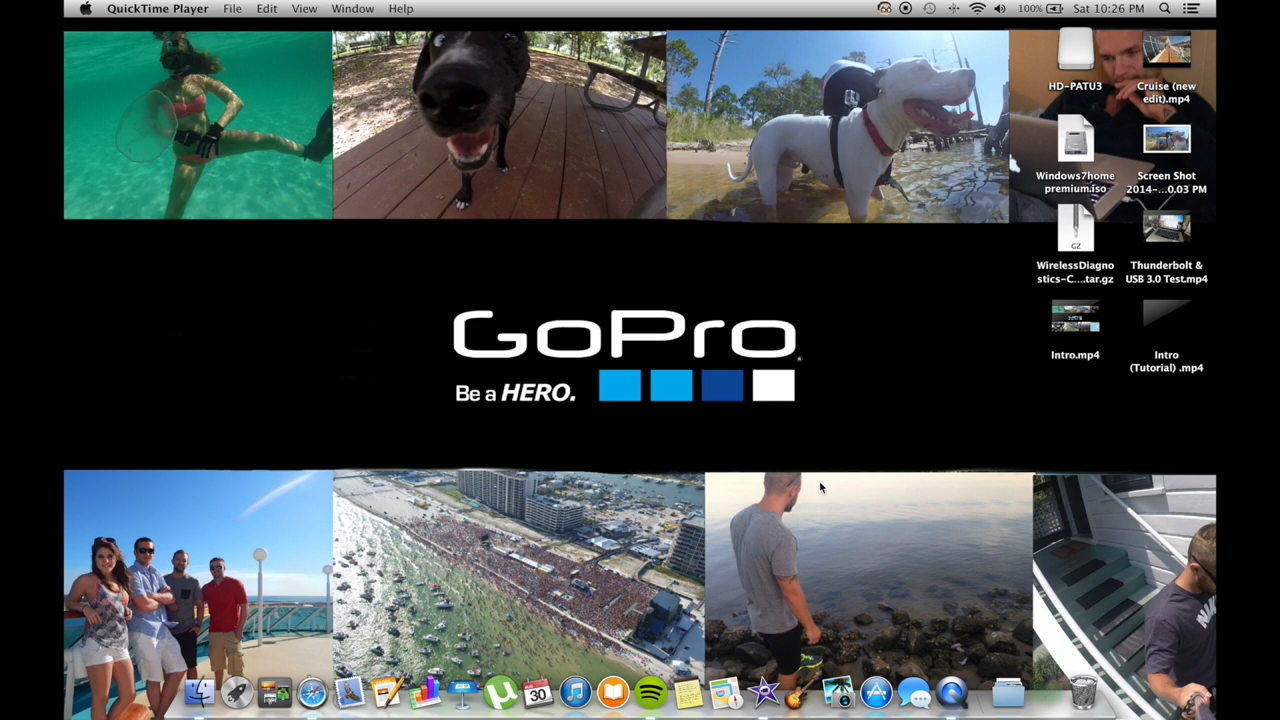 QuickTime Player File Edit View Window Help 100% Sat 10:26 PM
HD-PATU3
Cruise (new
edit).mp4
Windows7home
premium.iso
Screen Shot
2014-...0.03 PM
GZ
WirelessDiagno
stics-C....tar.gz
Thunderbolt &
USB 3.0 Test.mp4
Intro.mp4
Intro
(Tutorial) .mp4
GoPro
Be a HERO.
30